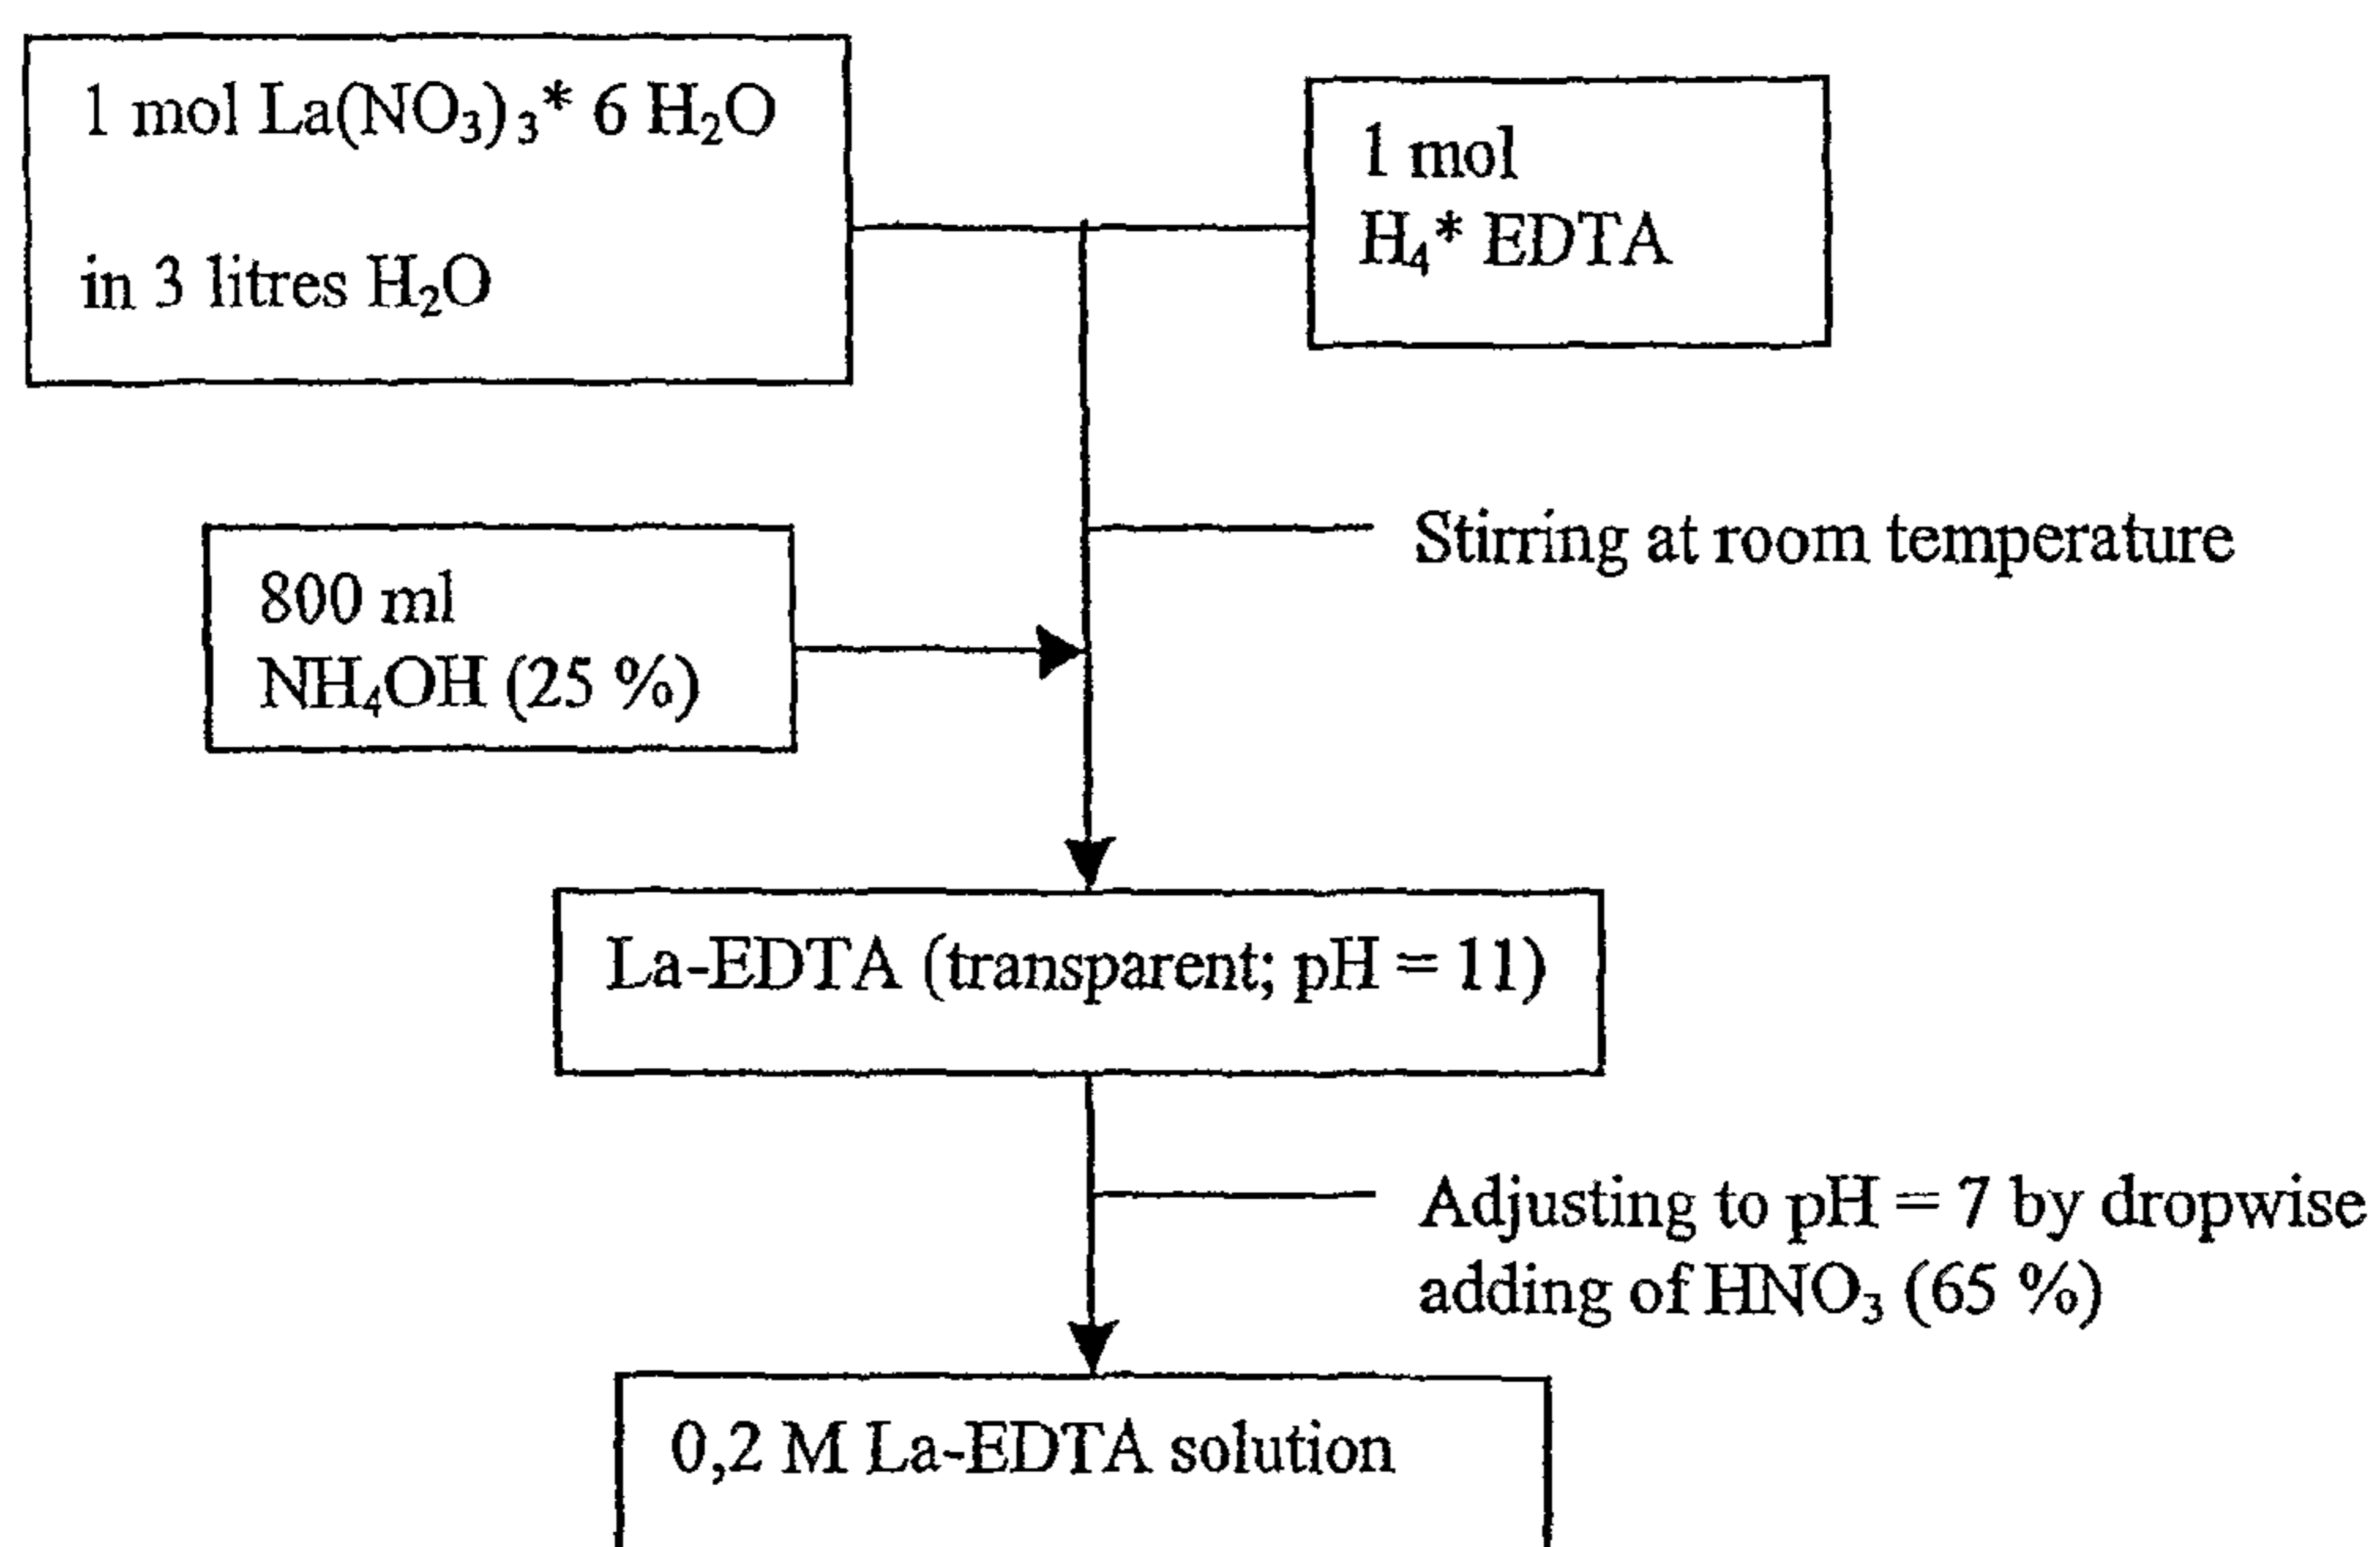 1 mol La(NO₃)₃* 6 H₂O
in 3 litres H₂O
1 mol
H₄* EDTA
Stirring at room temperature
800 ml
NH₄OH (25 %)
La-EDTA (transparent; pH = 11)
Adjusting to pH = 7 by dropwise
adding of HNO₃ (65 %)
0,2 M La-EDTA solution